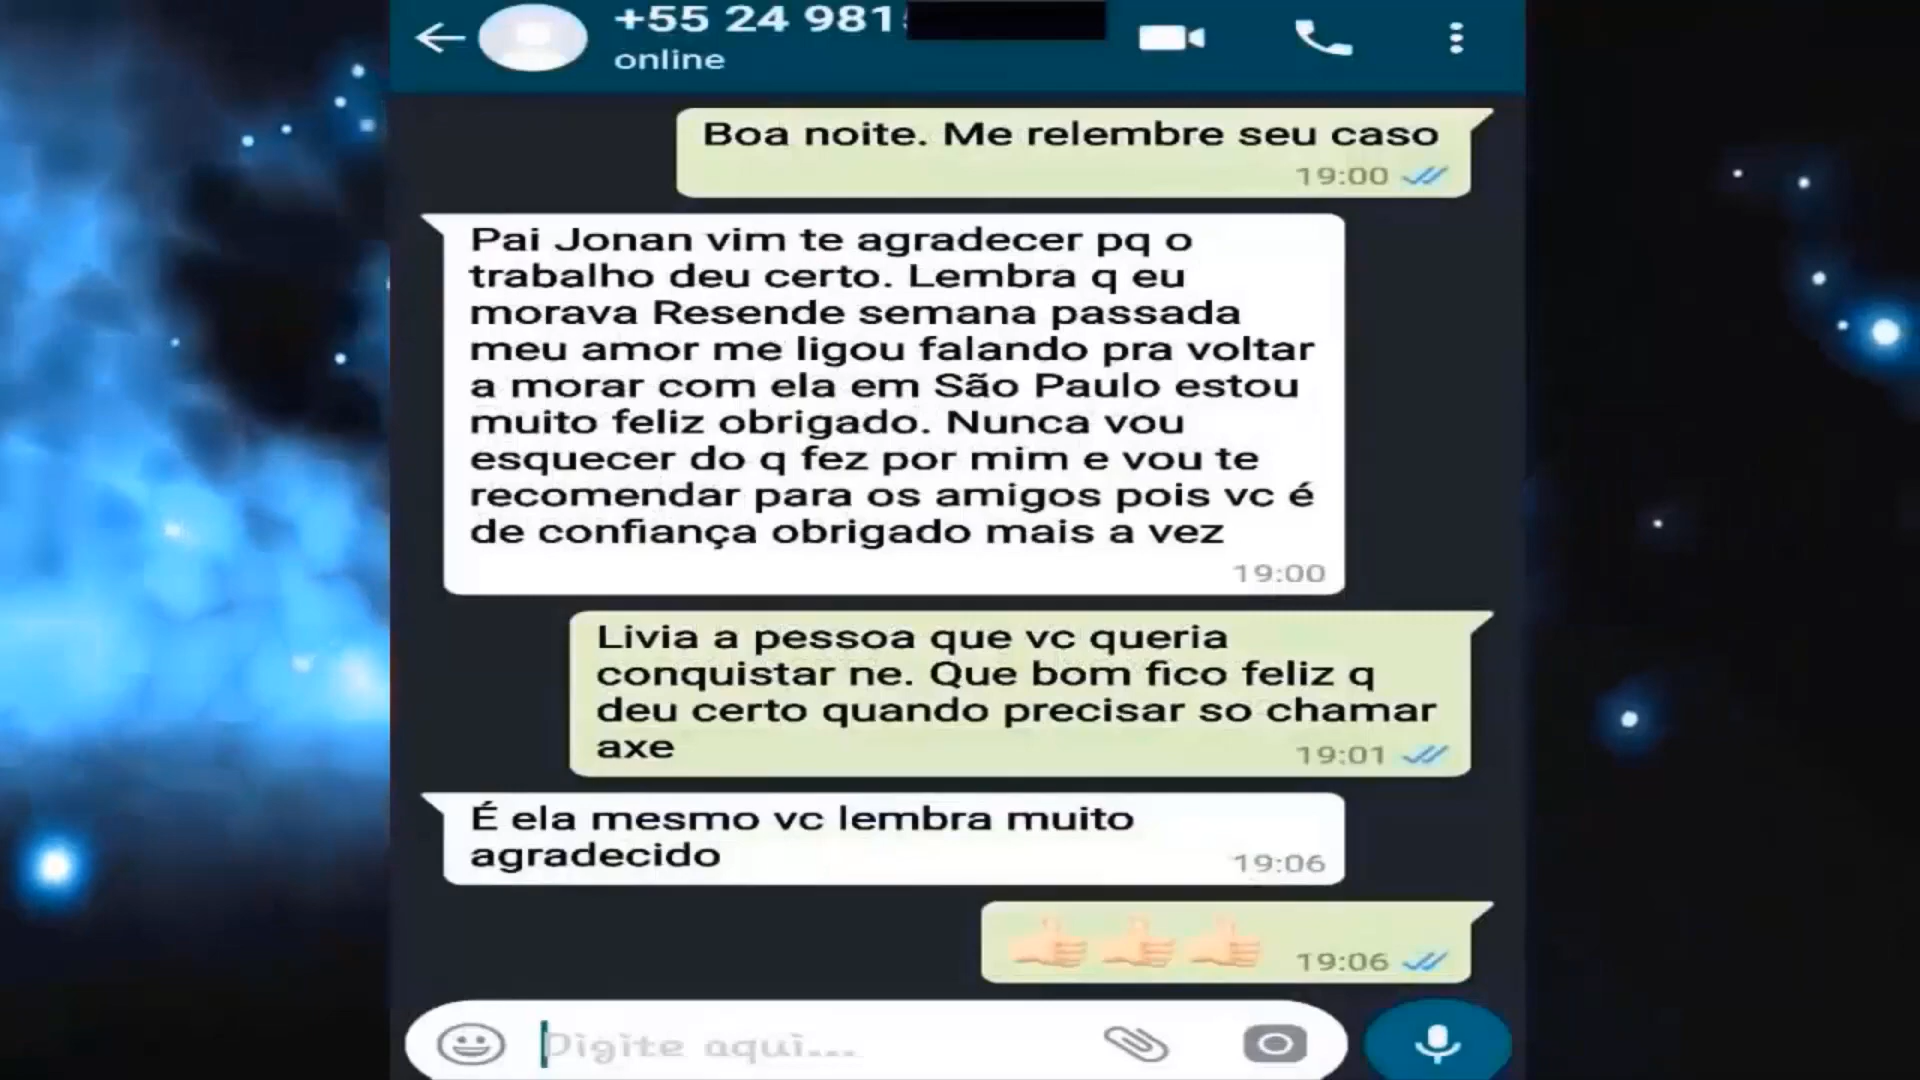 +55 24 981
online
Boa noite. Me relembre seu caso
19:00
Pai Jonan vim te agradecer pq o
trabalho deu certo. Lembra q eu
morava Resende semana passada
meu amor me ligou falando pra voltar
a morar com ela em São Paulo estou
muito feliz obrigado. Nunca vou
esquecer do q fez por mim e vou te
recomendar para os amigos pois vc é
de confiança obrigado mais a vez
19:00
Livia a pessoa que vc queria
conquistar ne. Que bom fico feliz q
deu certo quando precisar so chamar
axe
19:01
É ela mesmo vc lembra muito
agradecido
19:06
19:06
Digite aqui...